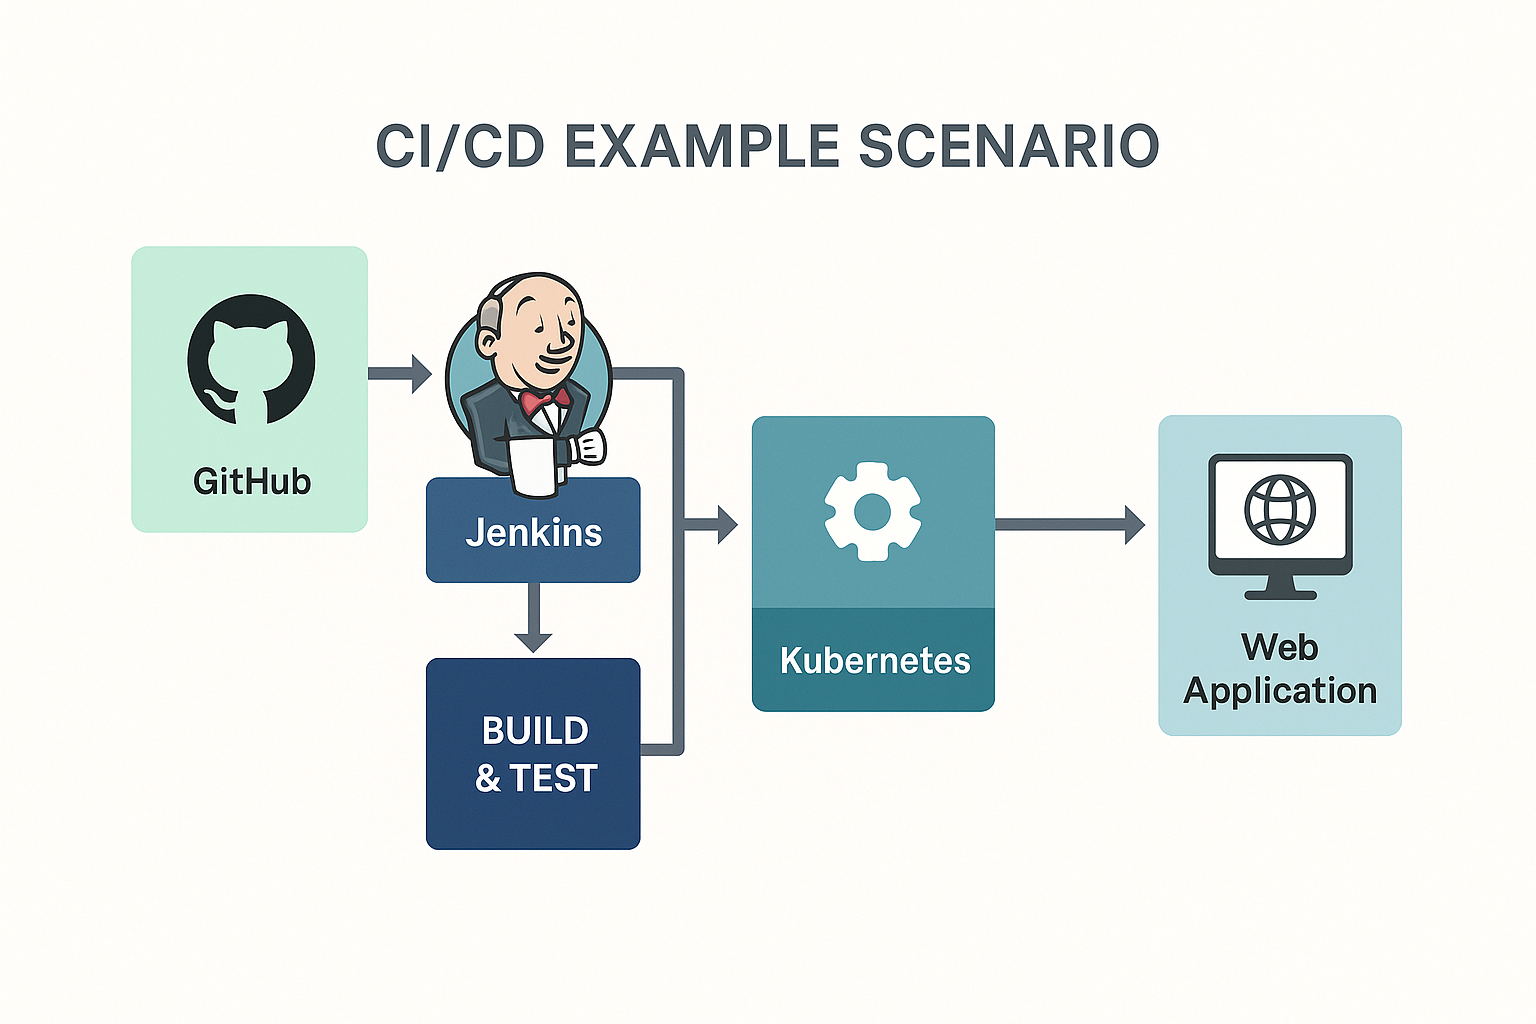 CI/CD EXAMPLE SCENARIO
GitHub
Jenkins
BUILD
& TEST
Kubernetes
Web
Application